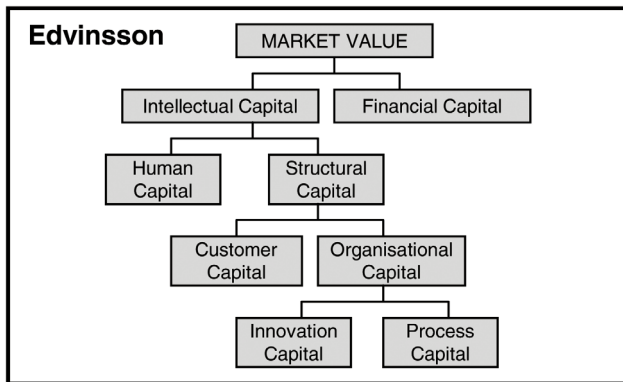 Edvinsson
MARKET VALUE
Intellectual Capital
Financial Capital
Human
Capital
Structural
Capital
Customer
Capital
Organisational
Capital
Innovation
Capital
Process
Capital